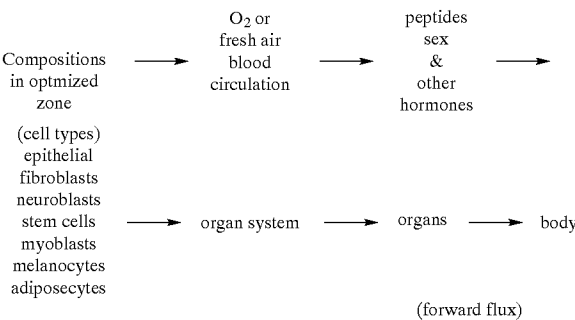 Compositions
in optmized
zone
O2 or
fresh air
blood
circulation
peptides
sex
&
other
hormones
(cell types)
epithelial
fibroblasts
neuroblasts
stem cells
myoblasts
melanocytes
adiposecytes
organ system
organs
body
(forward flux)